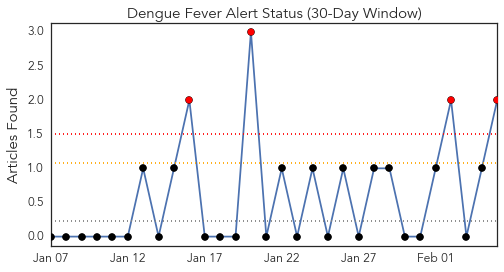 Dengue Fever Alert Status (30-Day Window)
Articles Found
3.0
2.5
2.0
1.5
1.0
0.5
0.0
Jan 07 Jan 12 Jan 17 Jan 22 Jan 27 Feb 01